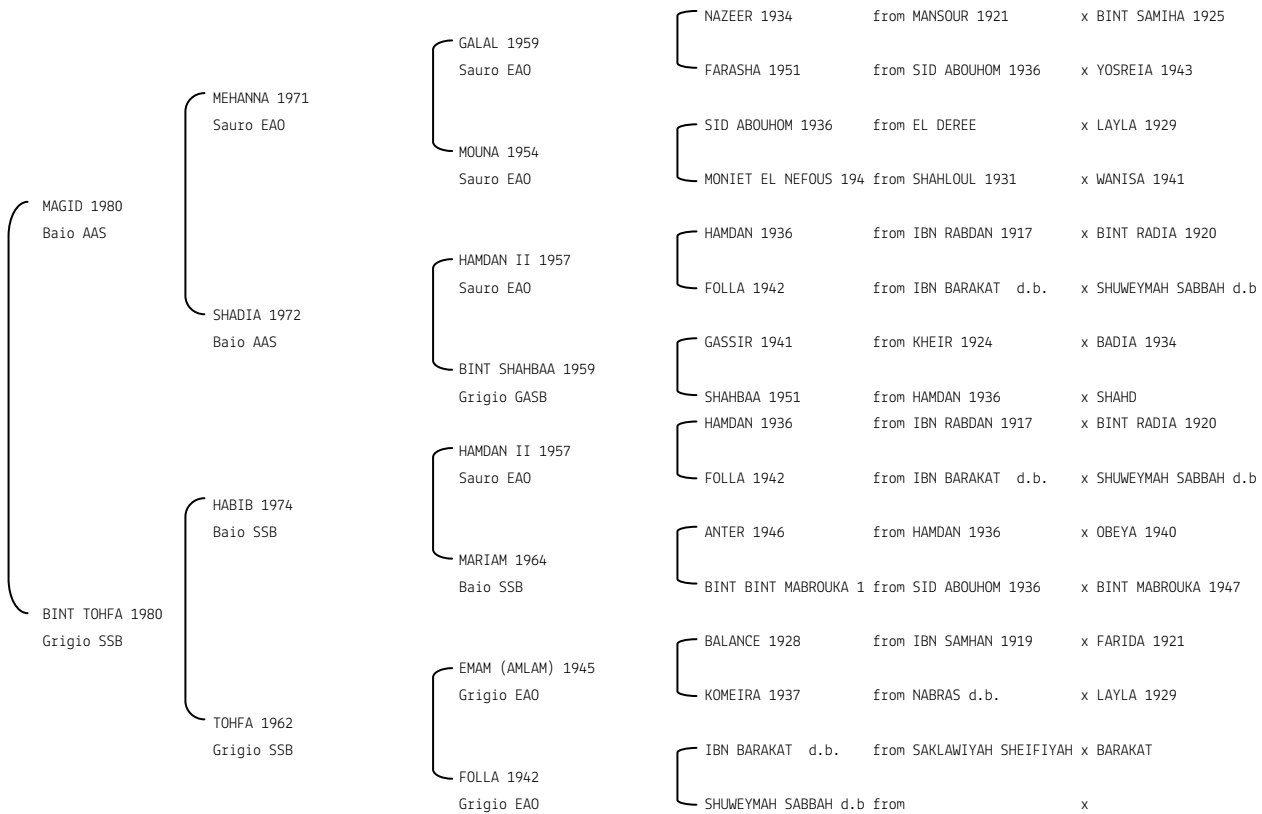 NAZEER 1934 from MANSOUR 1921 x BINT SAMIHA 1925
GALAL 1959
Sauro EAO
FARASHA 1951 from SID ABOUHOM 1936 x YOSREIA 1943
MEHANNA 1971
Sauro EAO
SID ABOUHOM 1936 from EL DEREE x LAYLA 1929
MOUNA 1954
Sauro EAO
MONIET EL NEFOUS 194 from SHAHLOUL 1931 x WANISA 1941
MAGID 1980
Baio AAS
HAMDAN 1936 from IBN RABDAN 1917 x BINT RADIA 1920
HAMDAN II 1957
Sauro EAO
FOLLA 1942 from IBN BARAKAT d.b. x SHUWEYMAH SABBAH d.b
SHADIA 1972
Baio AAS
GASSIR 1941 from KHEIR 1924 x BADIA 1934
BINT SHAHBAA 1959
Grigio GASB
SHAHBAA 1951 from HAMDAN 1936 x SHAHD
HAMDAN 1936 from IBN RABDAN 1917 x BINT RADIA 1920
HAMDAN II 1957
Sauro EAO
FOLLA 1942 from IBN BARAKAT d.b. x SHUWEYMAH SABBAH d.b
HABIB 1974
Baio SSB
ANTER 1946 from HAMDAN 1936 x OBEYA 1940
MARIAM 1964
Baio SSB
BINT BINT MABROUKA 1 from SID ABOUHOM 1936 x BINT MABROUKA 1947
BINT TOHFA 1980
Grigio SSB
BALANCE 1928 from IBN SAMHAN 1919 x FARIDA 1921
EMAM (AMLAM) 1945
Grigio EAO
KOMEIRA 1937 from NABRAS d.b. x LAYLA 1929
TOHFA 1962
Grigio SSB
IBN BARAKAT d.b. from SAKLAWIYAH SHEIFIYAH x BARAKAT
FOLLA 1942
Grigio EAO
SHUWEYMAH SABBAH d.b from x